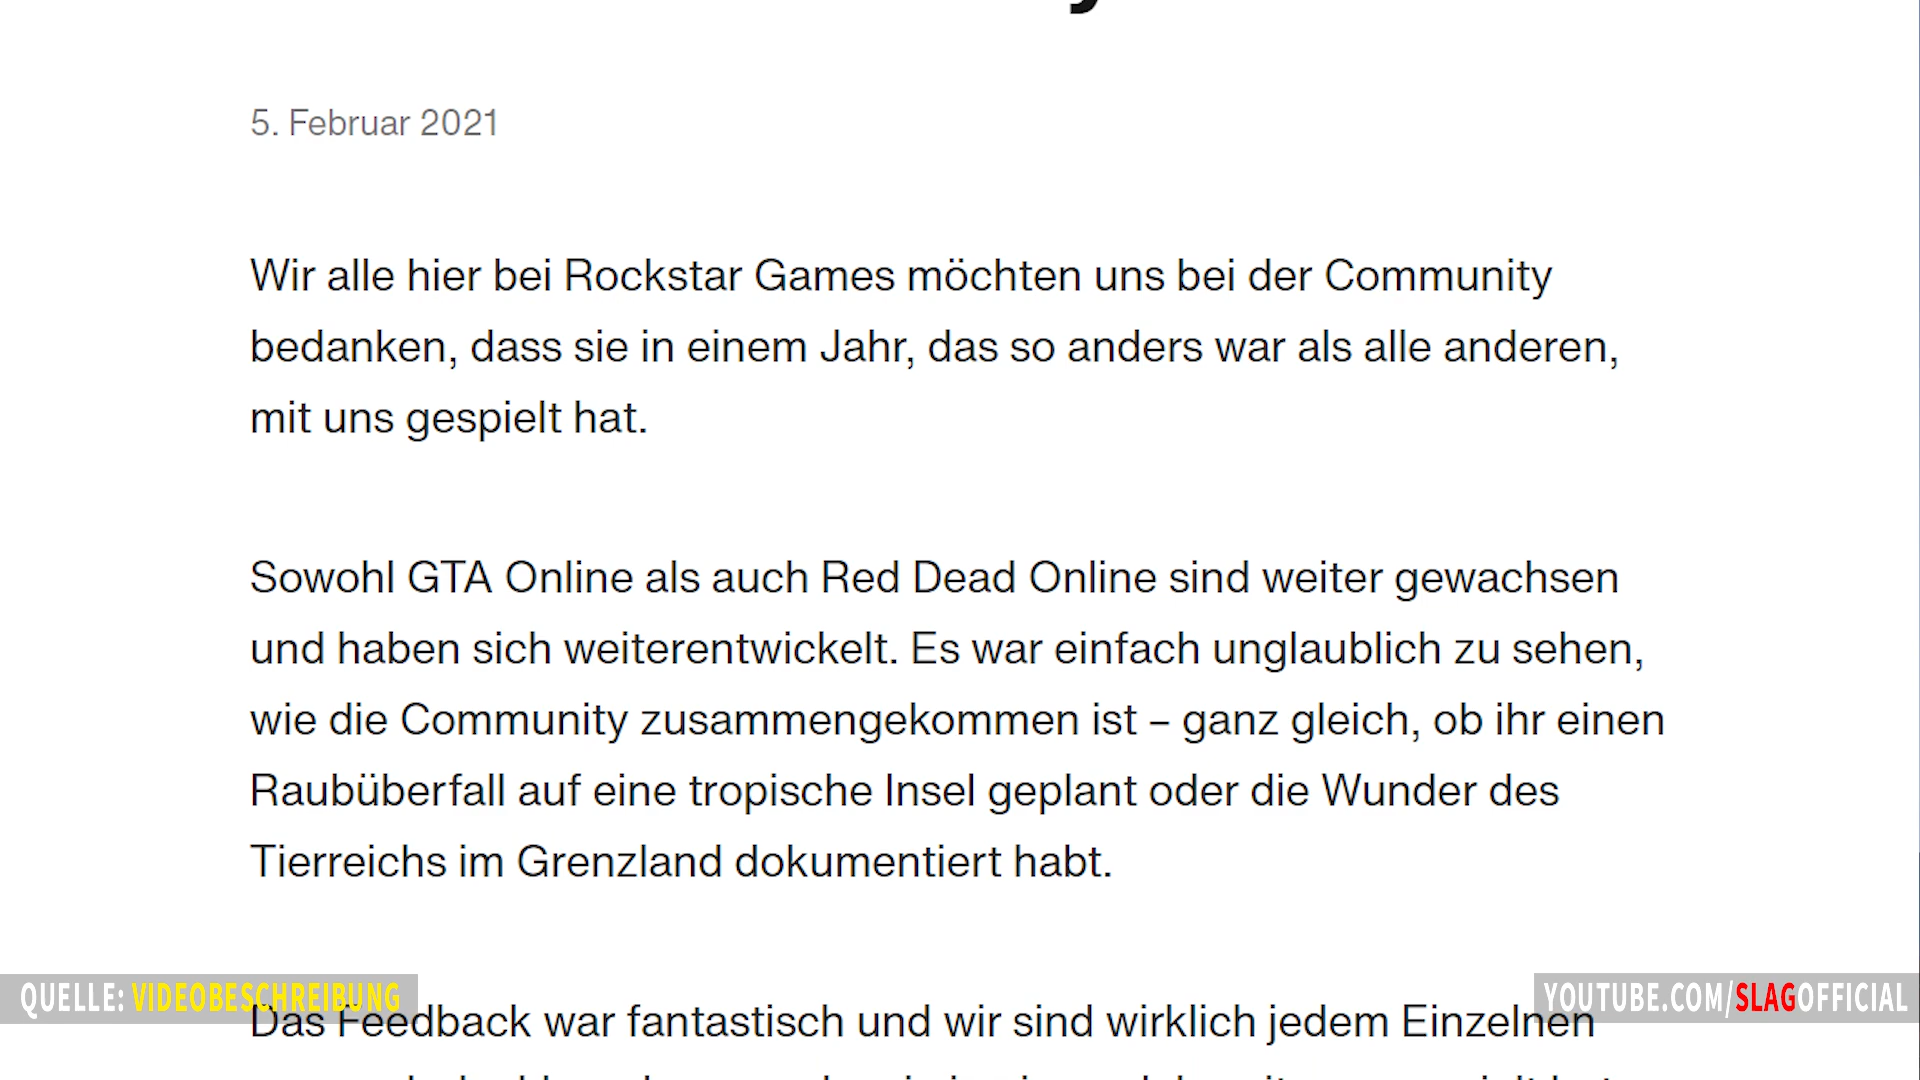 5. Februar 2021
Wir alle hier bei Rockstar Games möchten uns bei der Community
bedanken, dass sie in einem Jahr, das so anders war als alle anderen,
mit uns gespielt hat.
Sowohl GTA Online als auch Red Dead Online sind weiter gewachsen
und haben sich weiterentwickelt. Es war einfach unglaublich zu sehen,
wie die Community zusammengekommen ist – ganz gleich, ob ihr einen
Raubüberfall auf eine tropische Insel geplant oder die Wunder des
Tierreichs im Grenzland dokumentiert habt.
QUELLE: VIDEOBESCHREIBUNG
YOUTUBE.COM/SLAGOFFICIAL
Das Feedback war fantastisch und wir sind wirklich jedem Einzelnen